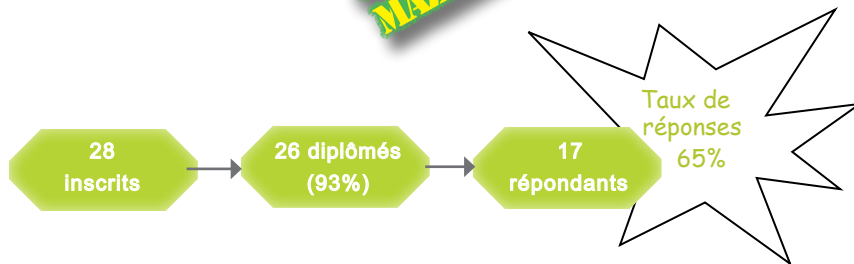 28
inscrits
26 diplômés
(93%)
17
répondants
Taux de
réponses
65%